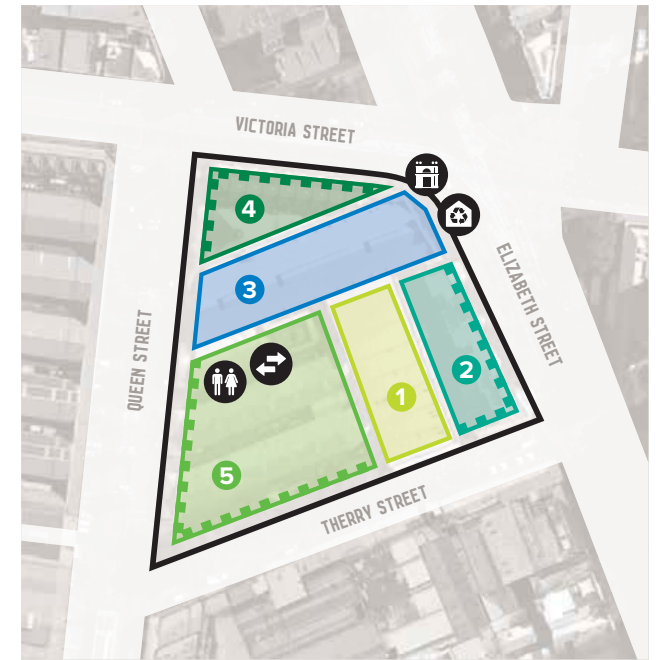 VICTORIA STREET
4
ELIZABETH STREET
3
QUEEN STREET
2
1
5
THERRY STREET